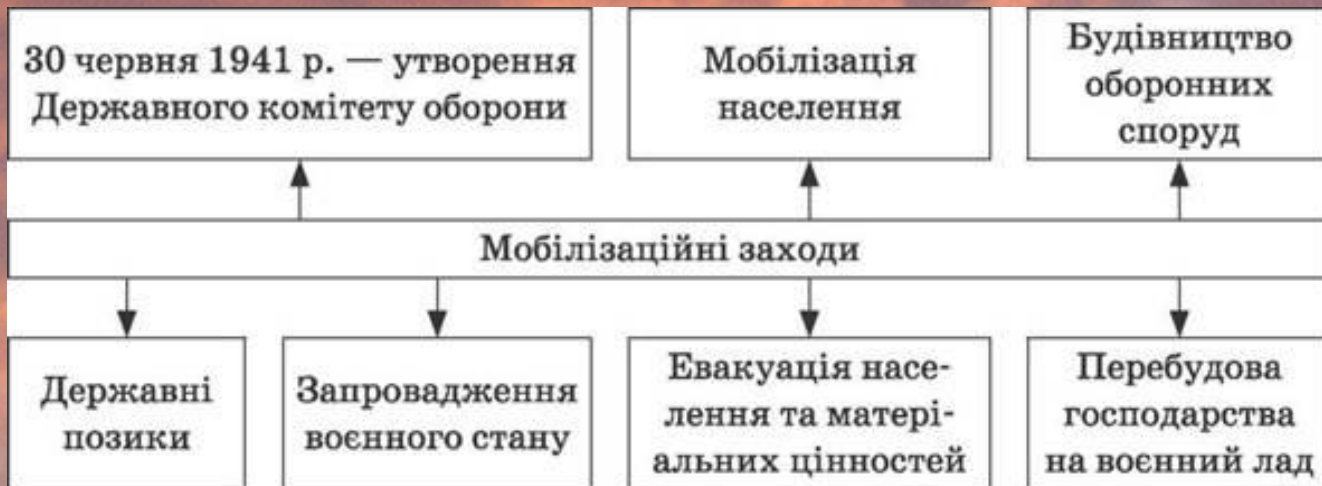 30 червня 1941 р. — утворення
Державного комітету оборони
Мобілізація
населення
Будівництво
оборонних
споруд
Мобілізаційні заходи
Державні
позики
Запровадження
воєнного стану
Евакуація насе-
лення та матері-
альних цінностей
Перебудова
господарства
на воєнний лад